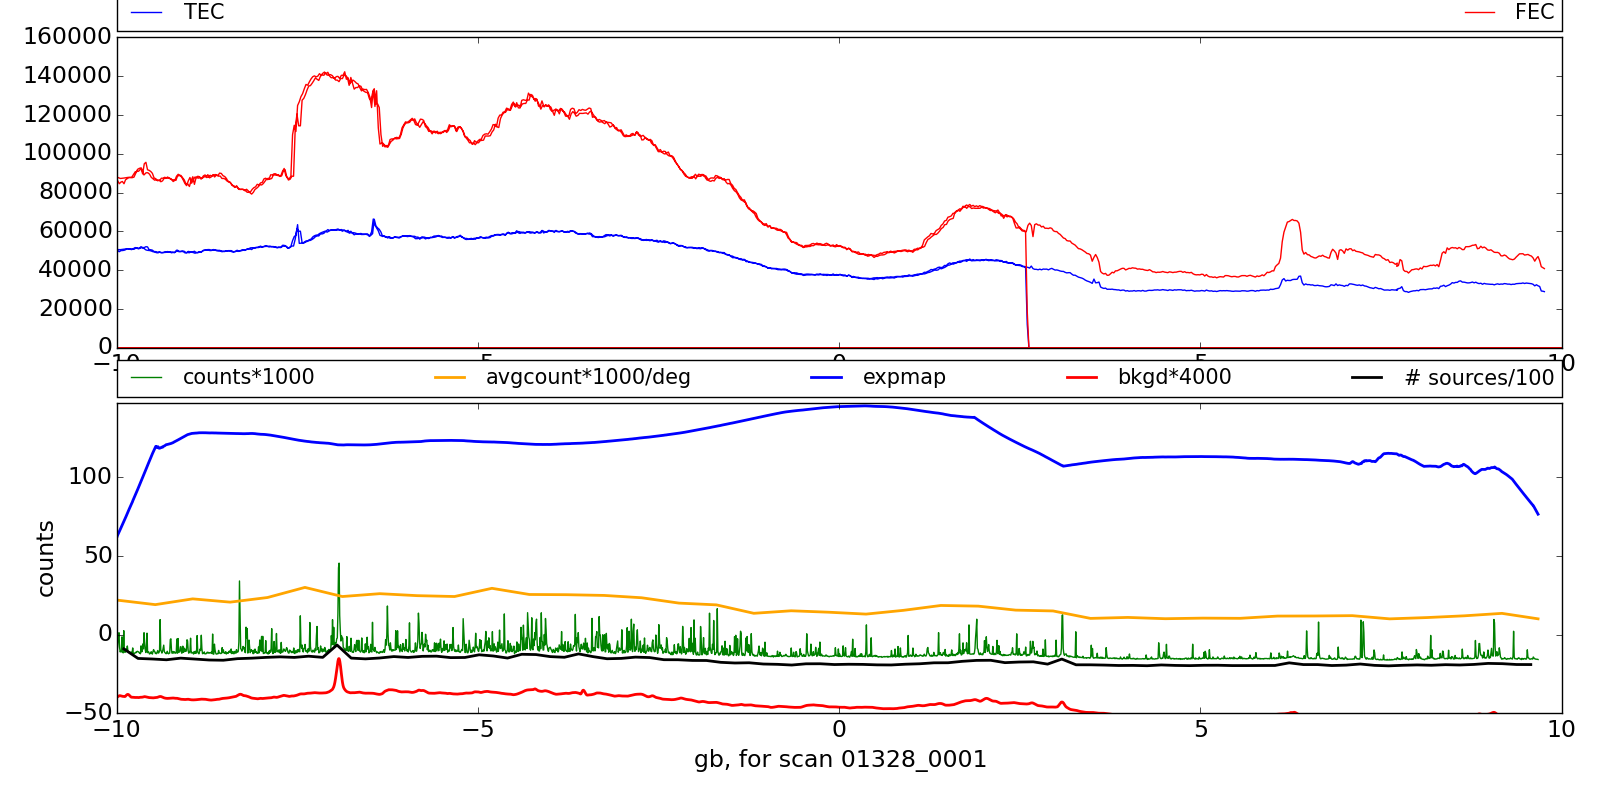 TEC FEC
160000
140000
120000
100000
80000
60000
40000
20000
0
−10 −5 0 5 10
counts*1000 avgcount*1000/deg expmap bkgd*4000 # sources/100
100
50
0
−50
counts
−10 −5 0 5 10
gb, for scan 01328_0001